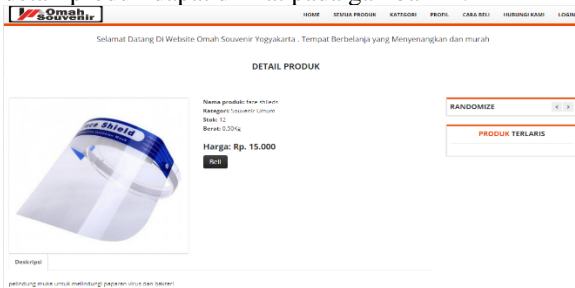 Omah Souvenir
HOME SEMUA PRODUK KATEGORI PROFIL CARA BELI HUBUNGI KAMI LOGIN
Selamat Datang Di Website Omah Souvenir Yogyakarta . Tempat Berbelanja yang Menyenangkan dan murah
DETAIL PRODUK
Face Shield
Nama produk: face shileds
Kategori: Souvenir Umum
Stok: 12
Berat: 0.50Kg
Harga: Rp. 15.000
Beli
RANDOMIZE < >
PRODUK TERLARIS
Deskripsi
pelindung muka untuk melindungi paparan virus dan bakteri